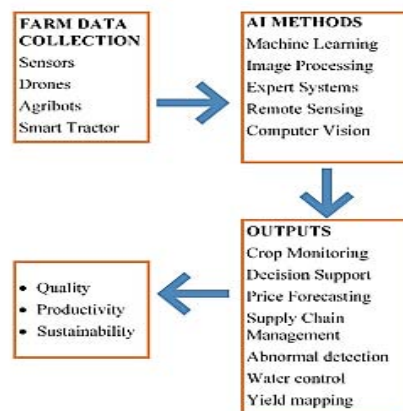 FARM DATA
COLLECTION
Sensors
Drones
Agribots
Smart Tractor
AI METHODS
Machine Learning
Image Processing
Expert Systems
Remote Sensing
Computer Vision
OUTPUTS
Crop Monitoring
Decision Support
Price Forecasting
Supply Chain
Management
Abnormal detection
Water control
Yield mapping
• Quality
• Productivity
• Sustainability